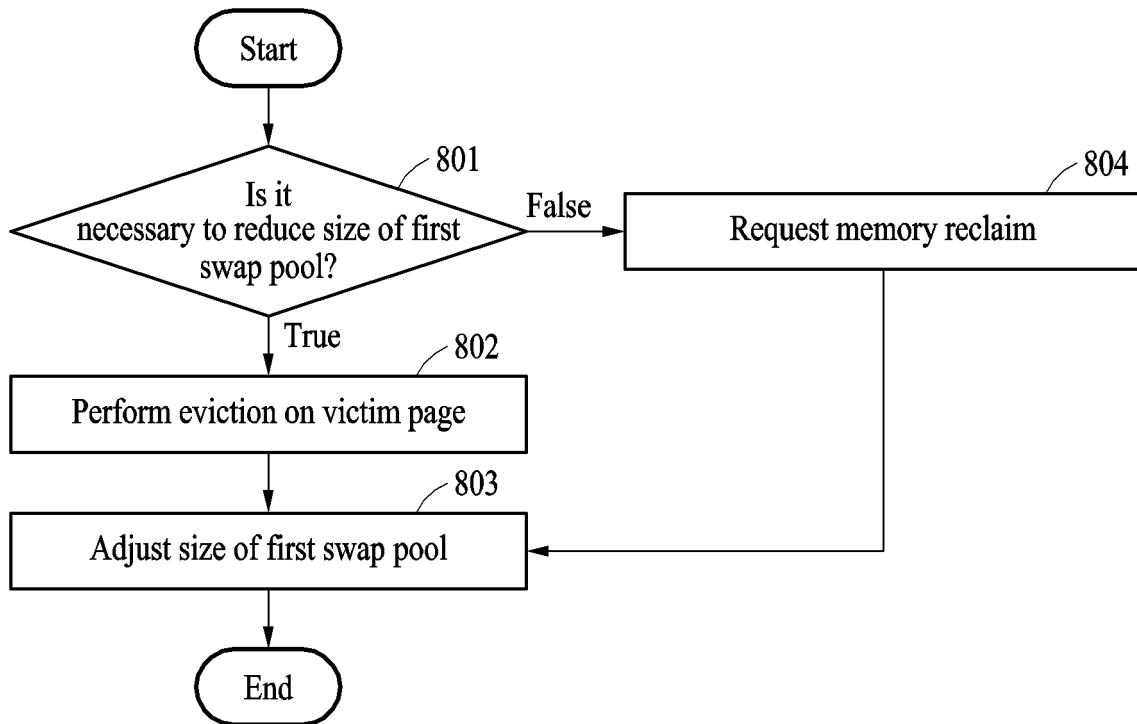 Start
801
Is it
necessary to reduce size of first
swap pool?
False
804
Request memory reclaim
True
802
Perform eviction on victim page
803
Adjust size of first swap pool
End